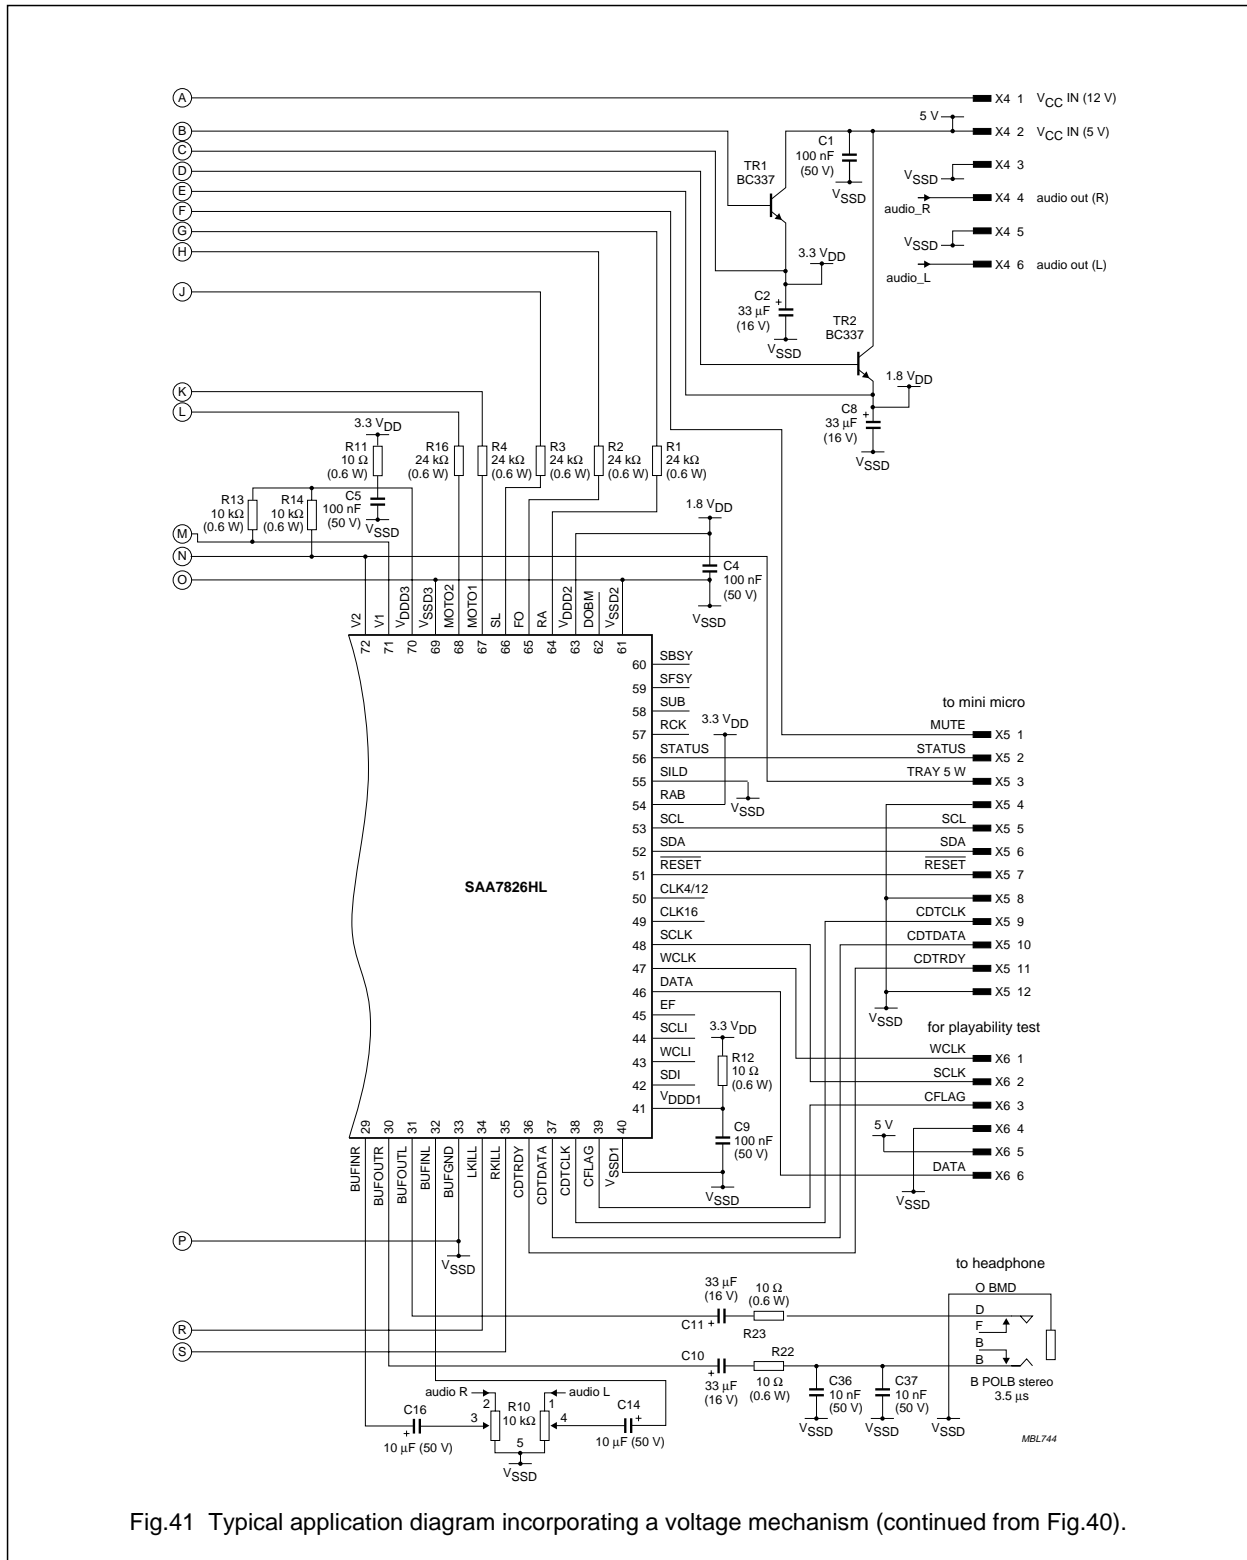 A
X4 1 VCC IN (12 V)
5 V
B
X4 2 VCC IN (5 V)
C
C1
100 nF
(50 V)
D
TR1
BC337
X4 3
VSSD
E
VSSD
X4 4 audio out (R)
audio_R
F
G
X4 5
VSSD
H
3.3 VDD
X4 6 audio out (L)
audio_L
J
C2
+
33 μF
(16 V)
VSSD
TR2
BC337
1.8 VDD
K
L
C8
+
33 μF
(16 V)
VSSD
3.3 VDD
R11
10 Ω
(0.6 W)
R16
24 kΩ
(0.6 W)
R4
24 kΩ
(0.6 W)
R3
24 kΩ
(0.6 W)
R2
24 kΩ
(0.6 W)
R1
24 kΩ
(0.6 W)
R13
10 kΩ
(0.6 W)
R14
10 kΩ
(0.6 W)
C5
100 nF
(50 V)
VSSD
1.8 VDD
M
N
O
C4
100 nF
(50 V)
VSSD
V2
V1
VDDD3
VSSD3
MOTO2
MOTO1
SL
FO
RA
VDDD2
DOBM
VSSD2
72
71
70
69
68
67
66
65
64
63
62
61
SAA7826HL
60 SBSY
59 SFSY
58 SUB
57 RCK
56 STATUS
55 SILD
54 RAB
53 SCL
52 SDA
51 RESET
50 CLK4/12
49 CLK16
48 SCLK
47 WCLK
46 DATA
45 EF
44 SCLI
43 WCLI
42 SDI
41 VDDD1
3.3 VDD
VSSD
to mini micro
MUTE X5 1
STATUS X5 2
TRAY 5 W X5 3
X5 4
SCL X5 5
SDA X5 6
RESET X5 7
X5 8
CDTCLK X5 9
CDTDATA X5 10
CDTRDY X5 11
X5 12
VSSD
for playability test
WCLK X6 1
SCLK X6 2
CFLAG X6 3
X6 4
5 V
X6 5
DATA X6 6
VSSD
3.3 VDD
R12
10 Ω
(0.6 W)
C9
100 nF
(50 V)
VSSD
29
30
31
32
33
34
35
36
37
38
39
40
BUFINR
BUFOUTR
BUFOUTL
BUFINL
BUFGND
LKILL
RKILL
CDTRDY
CDTDATA
CDTCLK
CFLAG
VSSD1
P
VSSD
R
S
to headphone
33 μF
(16 V)
C11 +
10 Ω
(0.6 W)
R23
O BMD
D
F
B
B
B POLB stereo
3.5 μs
C10
+
33 μF
(16 V)
R22
10 Ω
(0.6 W)
C36
10 nF
(50 V)
VSSD
C37
10 nF
(50 V)
VSSD
VSSD
audio R
audio L
C16
+
10 μF (50 V)
2
3
R10
10 kΩ
1
4
5
VSSD
C14
+
10 μF (50 V)
MBL744
Fig.41 Typical application diagram incorporating a voltage mechanism (continued from Fig.40).